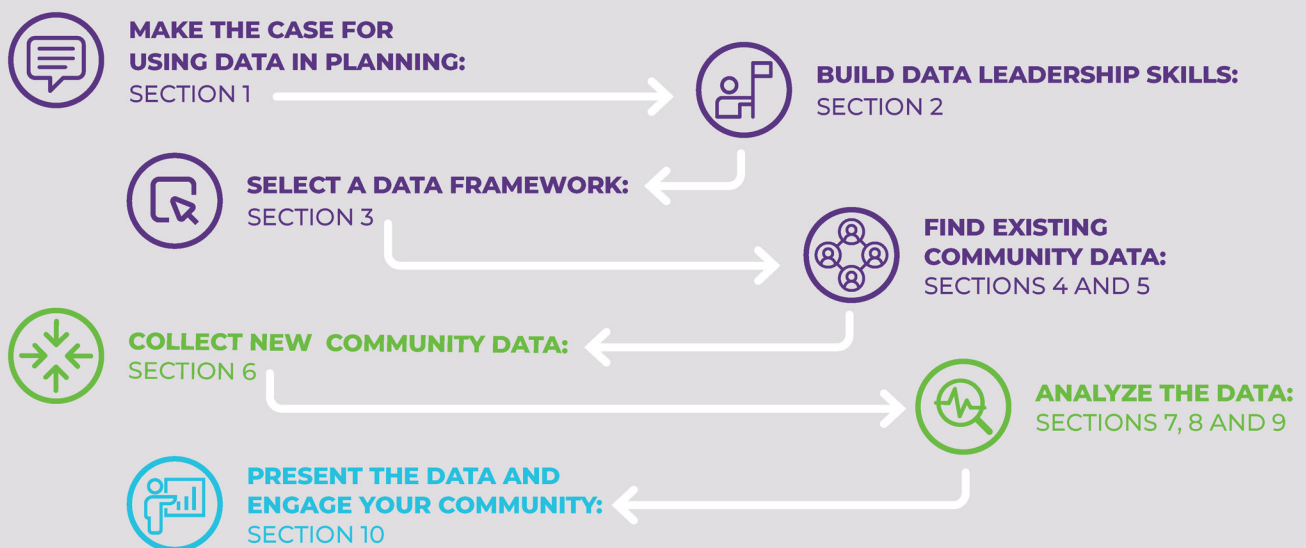 MAKE THE CASE FOR
USING DATA IN PLANNING:
SECTION 1
BUILD DATA LEADERSHIP SKILLS:
SECTION 2
SELECT A DATA FRAMEWORK:
SECTION 3
FIND EXISTING
COMMUNITY DATA:
SECTIONS 4 AND 5
COLLECT NEW COMMUNITY DATA:
SECTION 6
ANALYZE THE DATA:
SECTIONS 7, 8 AND 9
PRESENT THE DATA AND
ENGAGE YOUR COMMUNITY:
SECTION 10